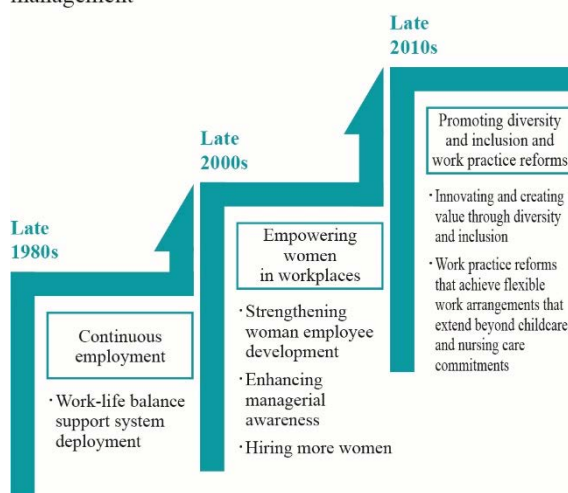 management
Late
1980s
Continuous
employment
・Work-life balance
support system
deployment
Late
2000s
Empowering
women
in workplaces
・Strengthening
woman employee
development
・Enhancing
managerial
awareness
・Hiring more women
Late
2010s
Promoting diversity
and inclusion and
work practice reforms
・Innovating and creating
value through diversity
and inclusion
・Work practice reforms
that achieve flexible
work arrangements that
extend beyond childcare
and nursing care
commitments